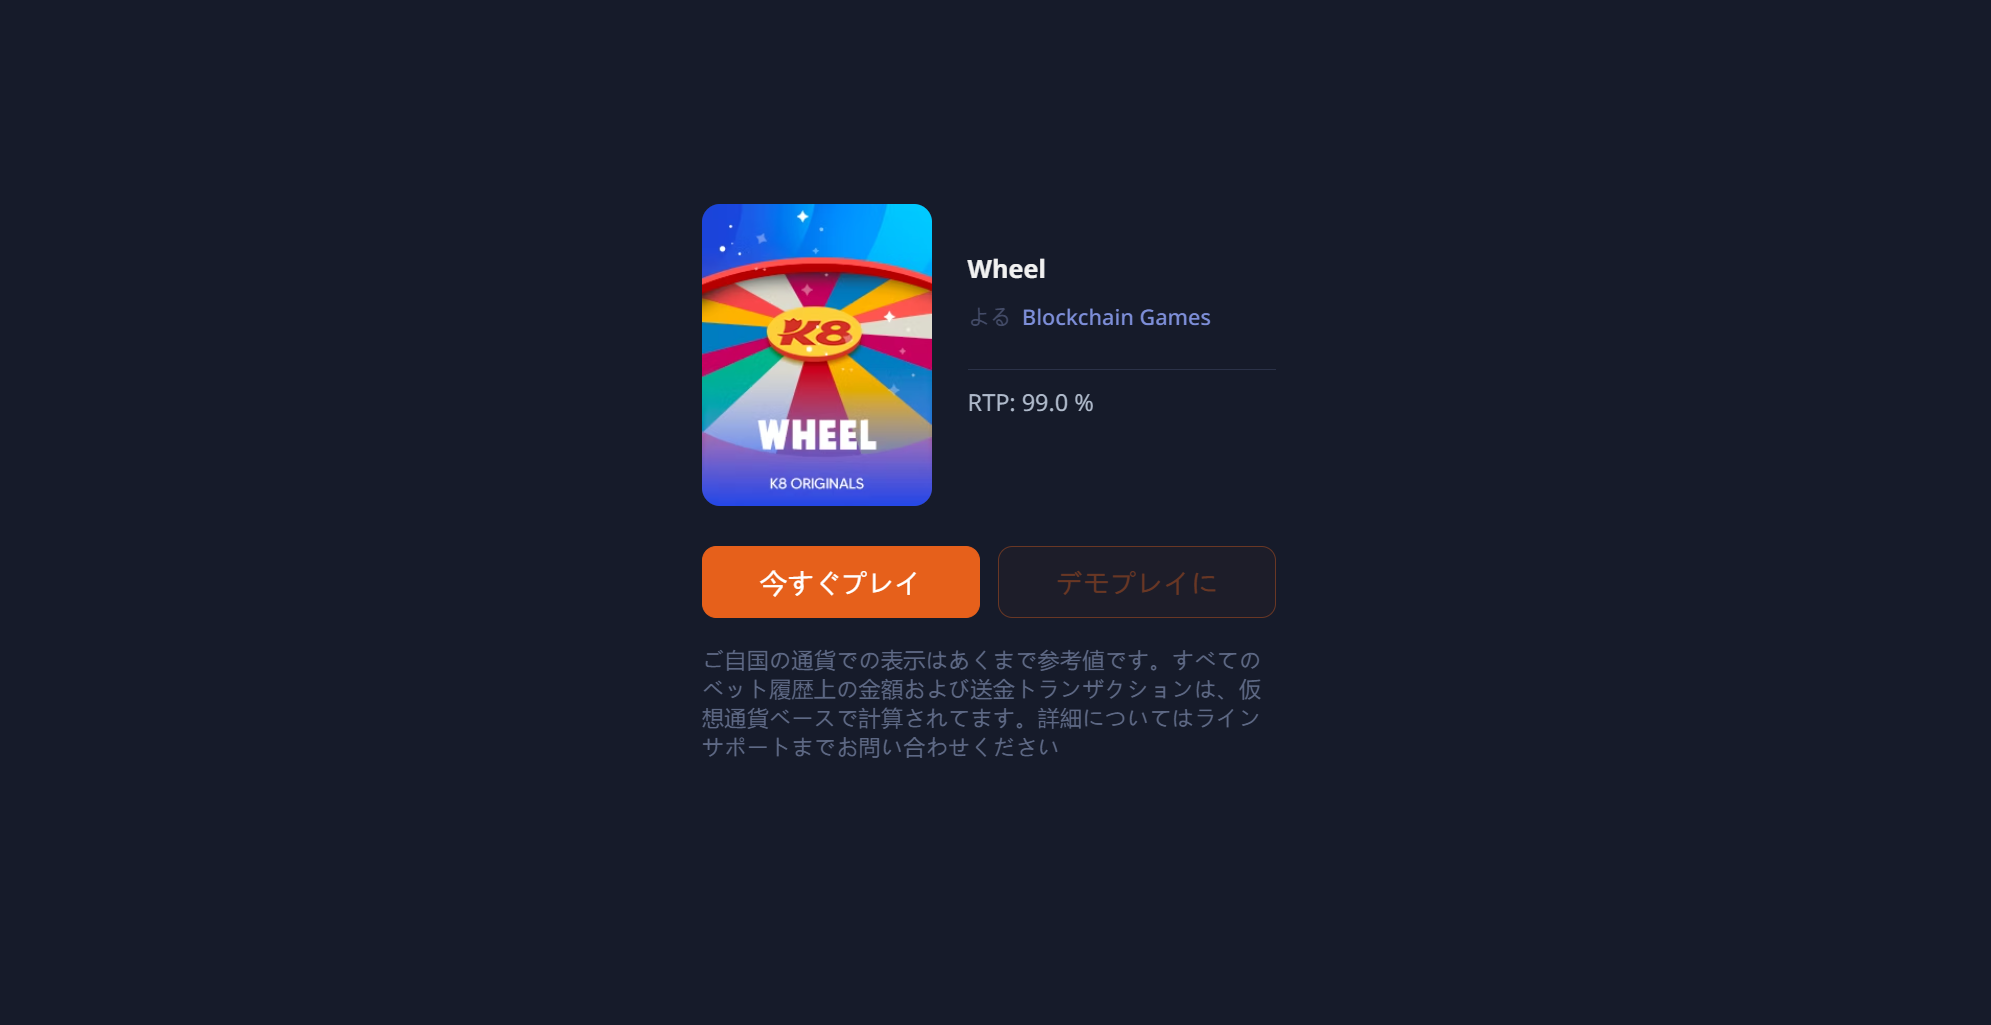 K8
WHEEL
K8 ORIGINALS
Wheel
よる Blockchain Games
RTP: 99.0 %
今すぐプレイ
デモプレイに
ご自国の通貨での表示はあくまで参考値です。すべての
ベット履歴上の金額および送金トランザクションは、仮
想通貨ベースで計算されてます。詳細についてはライン
サポートまでお問い合わせください